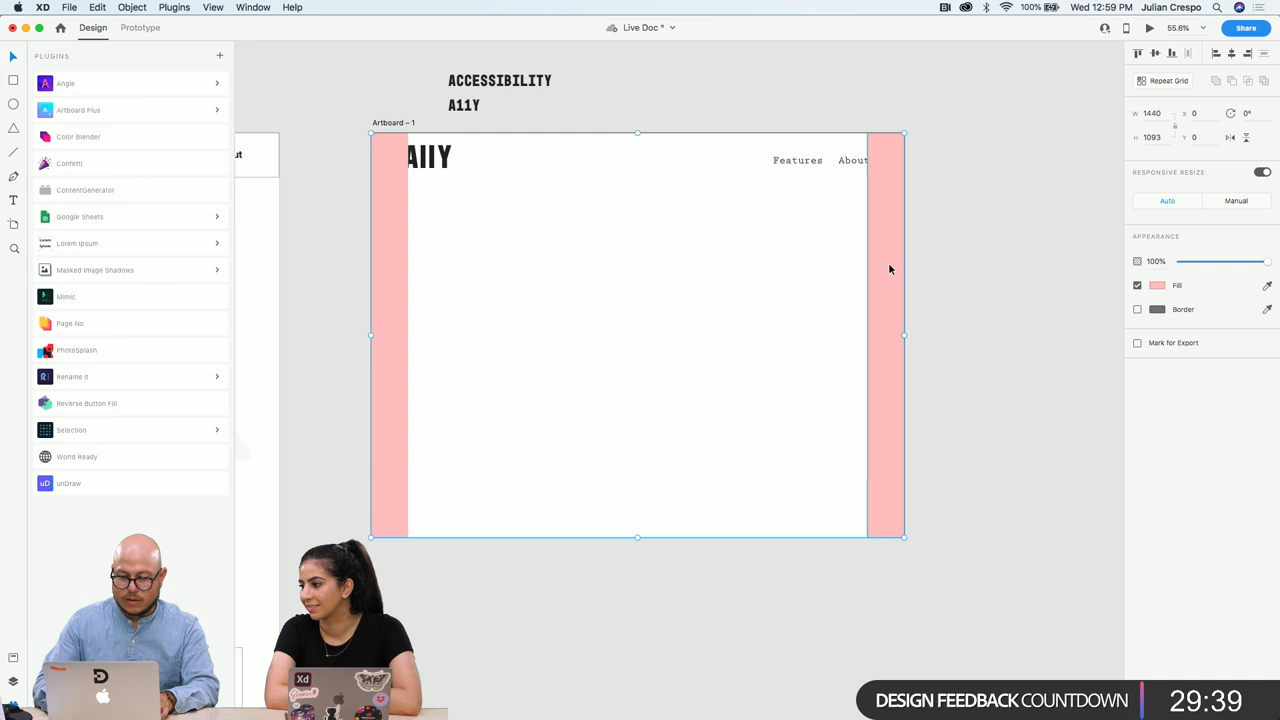 XD File Edit Object Plugins View Window Help
100% Wed 12:59 PM Julian Crespo
Design Prototype
Live Doc *
55.6%
Share
PLUGINS
Angle
Artboard Plus
Color Blender
Confetti
ContentGenerator
Google Sheets
Lorem Ipsum
Masked Image Shadows
Mimic
Page No
PhotoSplash
Rename It
Reverse Button Fill
Selection
World Ready
uD unDraw
ut
ACCESSIBILITY
A11Y
Artboard – 1
A11Y
Features About
Repeat Grid
W 1440 X 0 0°
H 1093 Y 0
RESPONSIVE RESIZE
Auto Manual
APPEARANCE
100%
Fill
Border
Mark for Export
Xd
DESIGN FEEDBACK COUNTDOWN 29:39